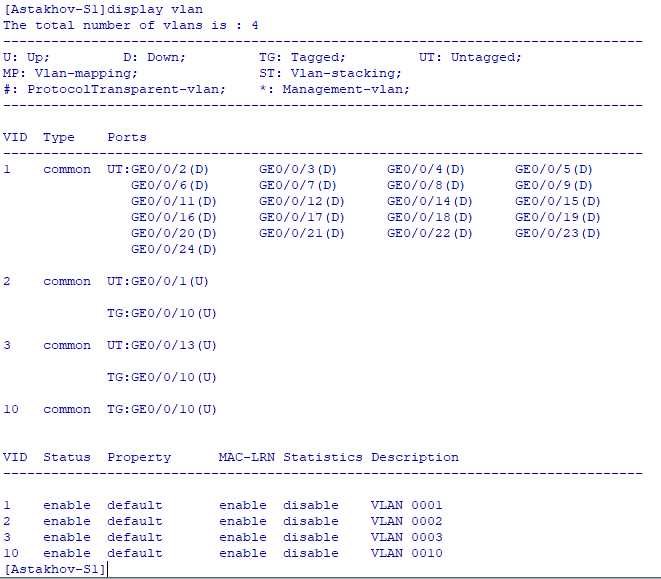 [Astakhov-S1]display vlan
The total number of vlans is : 4
--------------------------------------------------------------------------------
U: Up;         D: Down;         TG: Tagged;         UT: Untagged;
MP: Vlan-mapping;               ST: Vlan-stacking;
#: ProtocolTransparent-vlan;    *: Management-vlan;
--------------------------------------------------------------------------------
VID  Type    Ports
--------------------------------------------------------------------------------
1    common  UT:GE0/0/2(D)      GE0/0/3(D)      GE0/0/4(D)      GE0/0/5(D)
GE0/0/6(D)      GE0/0/7(D)      GE0/0/8(D)      GE0/0/9(D)
GE0/0/11(D)     GE0/0/12(D)     GE0/0/14(D)     GE0/0/15(D)
GE0/0/16(D)     GE0/0/17(D)     GE0/0/18(D)     GE0/0/19(D)
GE0/0/20(D)     GE0/0/21(D)     GE0/0/22(D)     GE0/0/23(D)
GE0/0/24(D)
2    common  UT:GE0/0/1(U)
TG:GE0/0/10(U)
3    common  UT:GE0/0/13(U)
TG:GE0/0/10(U)
10   common  TG:GE0/0/10(U)
VID  Status  Property      MAC-LRN Statistics Description
--------------------------------------------------------------------------------
1    enable  default       enable  disable    VLAN 0001
2    enable  default       enable  disable    VLAN 0002
3    enable  default       enable  disable    VLAN 0003
10   enable  default       enable  disable    VLAN 0010
[Astakhov-S1]